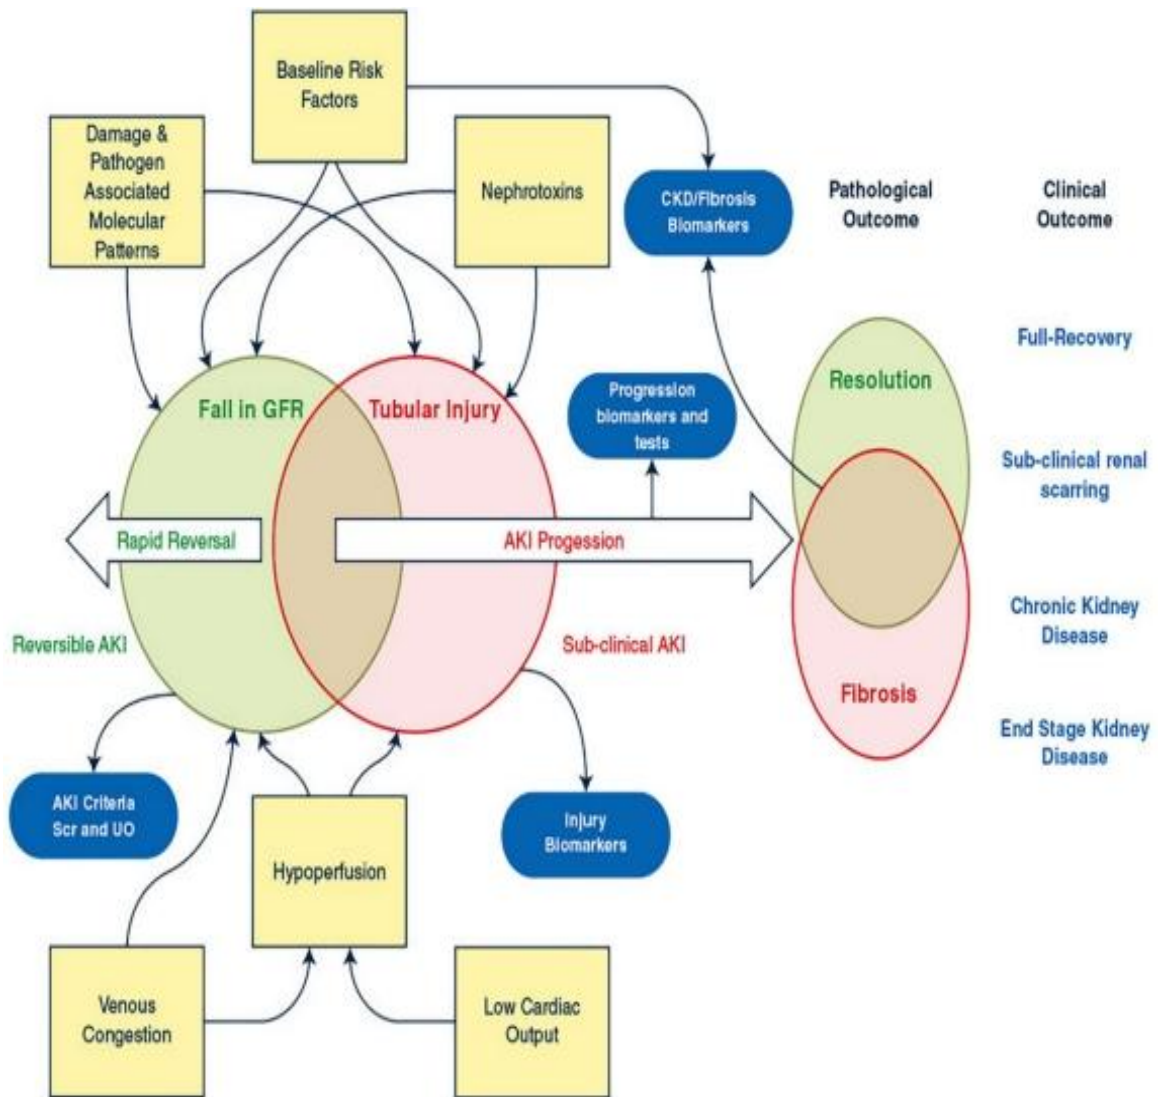 Baseline Risk
Factors
Damage &
Pathogen
Associated
Molecular
Patterns
Nephrotoxins
CKD/Fibrosis
Biomarkers
Pathological
Outcome
Clinical
Outcome
Full-Recovery
Resolution
Progression
biomarkers and
tests
Fall in GFR
Tubular Injury
Sub-clinical renal
scarring
Rapid Reversal
AKI Progession
Chronic Kidney
Disease
Reversible AKI
Sub-clinical AKI
Fibrosis
End Stage Kidney
Disease
AKI Criteria
Scr and UO
Injury
Biomarkers
Hypoperfusion
Venous
Congestion
Low Cardiac
Output